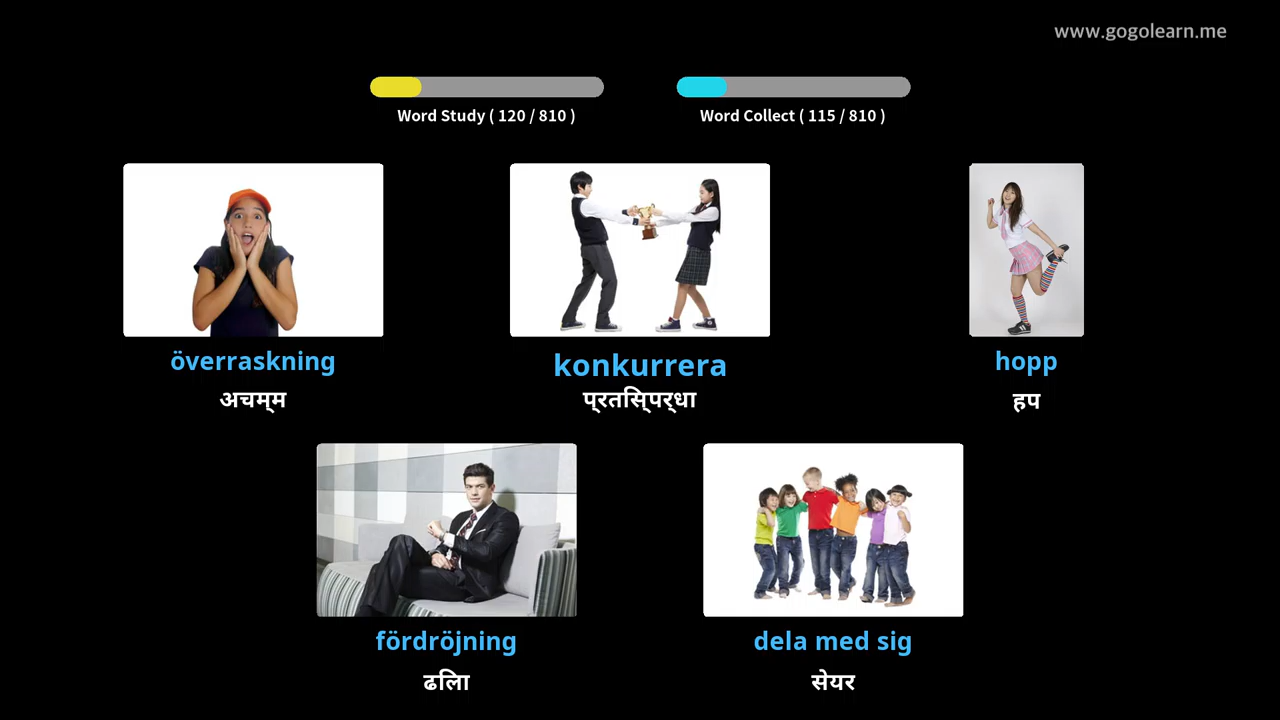 www.gogolearn.me
Word Study ( 120 / 810 )
Word Collect ( 115 / 810 )
överraskning
konkurrera
hopp
अचम्म
प्रतिस्पर्धा
हप
fördröjning
dela med sig
ढिला
सेयर